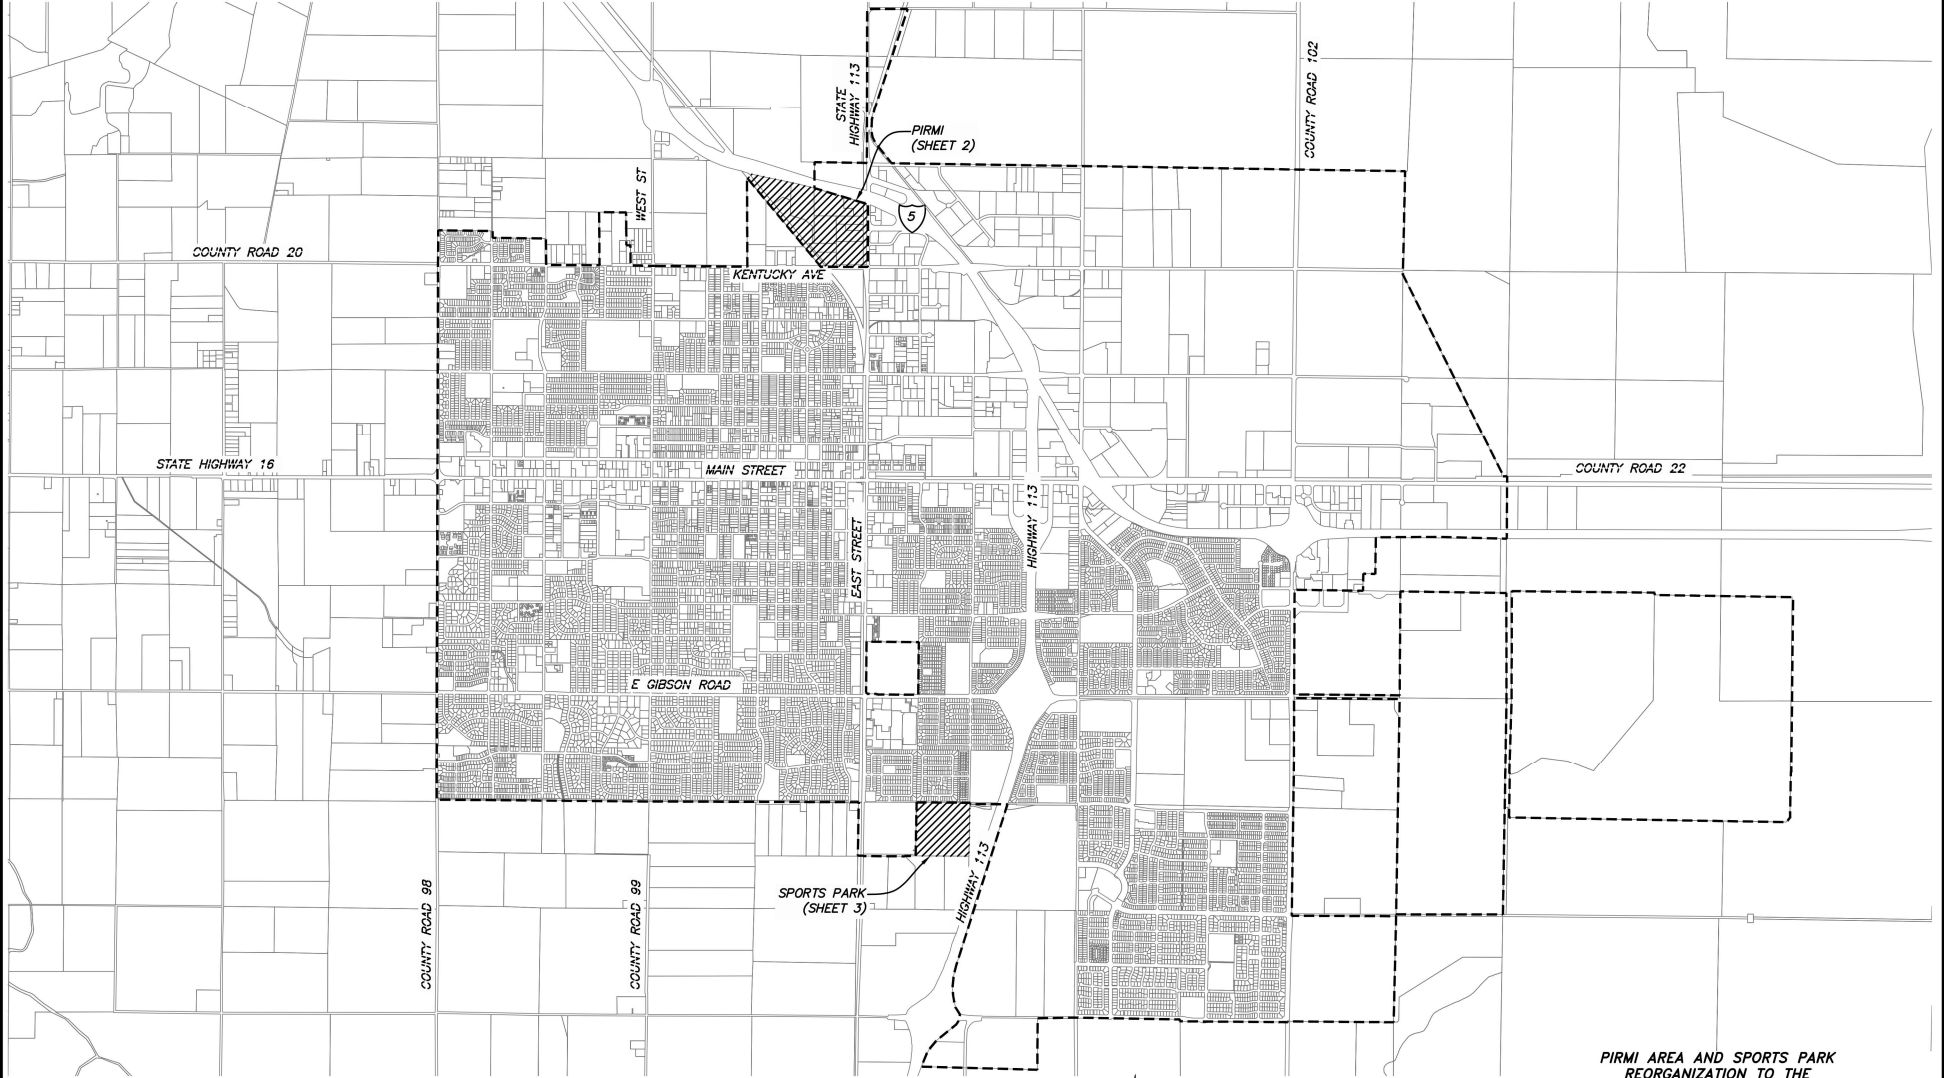 STATE
HIGHWAY 113
COUNTY ROAD 102
PIRMI
(SHEET 2)
WEST ST
5
COUNTY ROAD 20
KENTUCKY AVE
STATE HIGHWAY 16
MAIN STREET
COUNTY ROAD 22
HIGHWAY 113
EAST STREET
E GIBSON ROAD
SPORTS PARK
(SHEET 3)
HIGHWAY 113
COUNTY ROAD 98
COUNTY ROAD 99
PIRMI AREA AND SPORTS PARK
REORGANIZATION TO THE